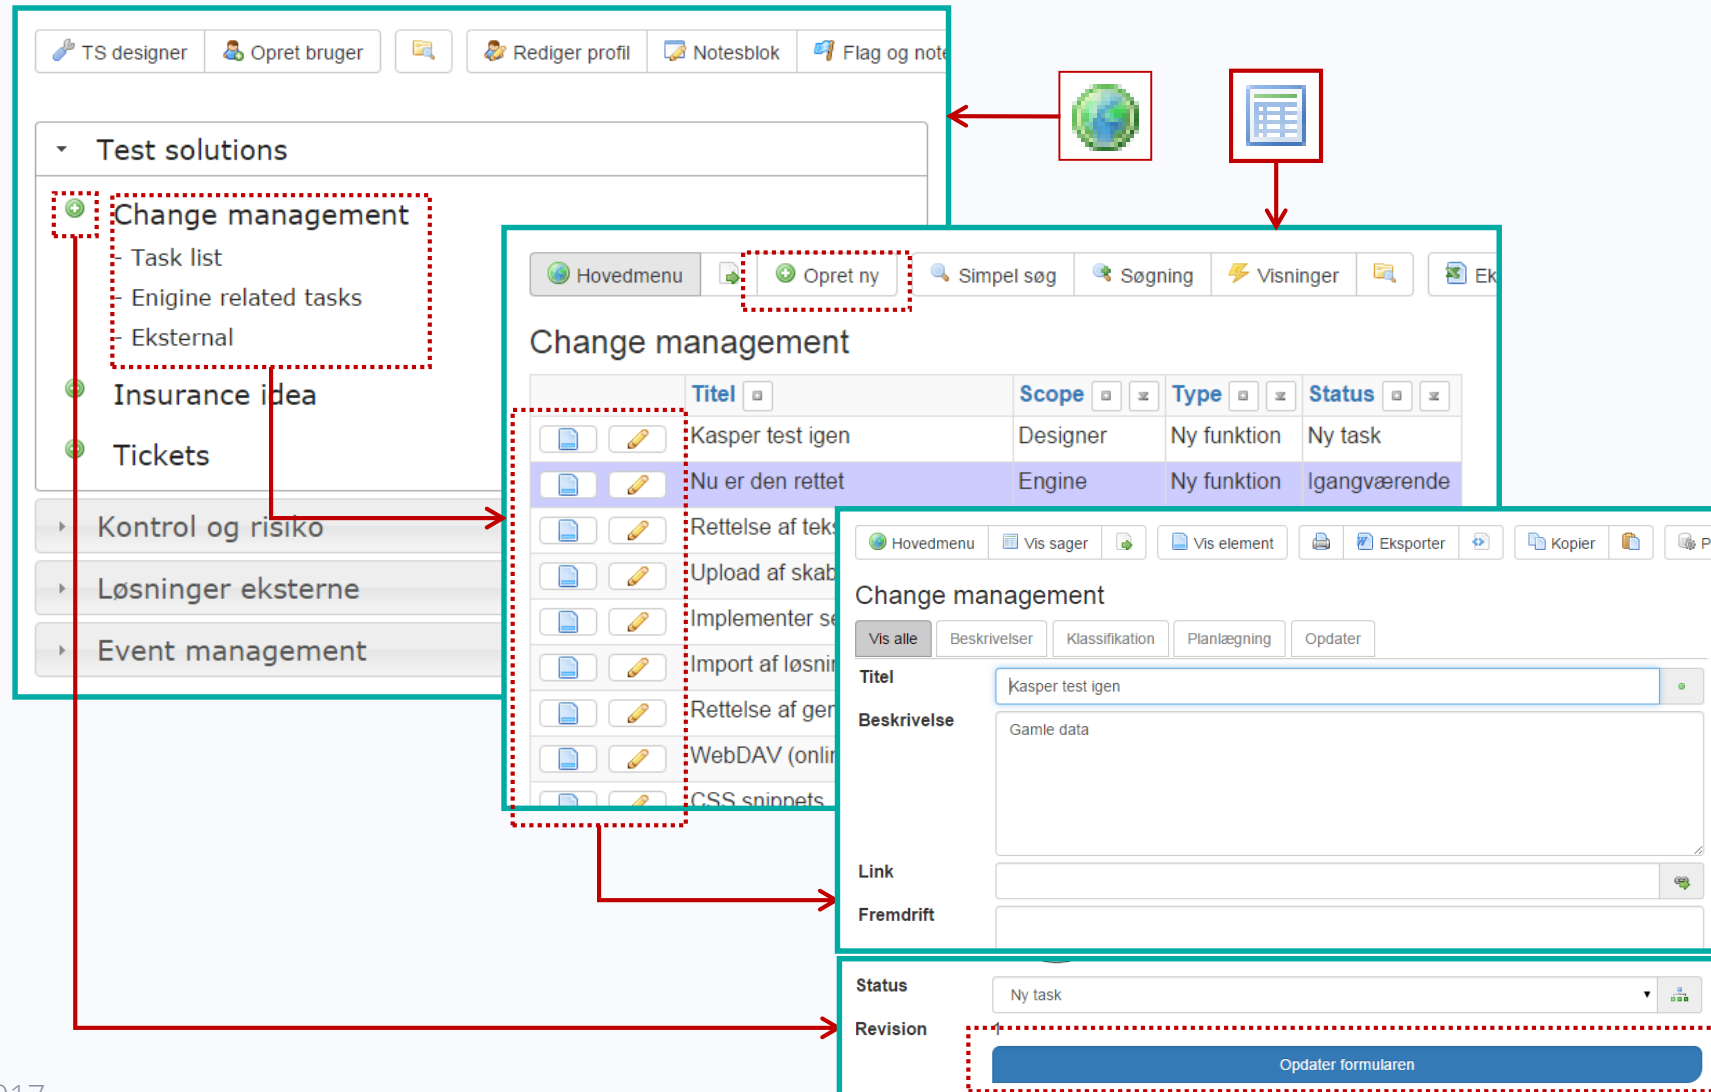 TS designer Opret bruger Rediger profil Notesblok Flag og note
Test solutions
Change management
- Task list
- Enigine related tasks
- Eksternal
Insurance idea
Tickets
Kontrol og risiko
Løsninger eksterne
Event management
Hovedmenu Opret ny Simpel søg Søgning Visninger Ek
Change management
Titel Scope Type Status
Kasper test igen Designer Ny funktion Ny task
Nu er den rettet Engine Ny funktion Igangværende
Rettelse af teks
Upload af skab
Implementer se
Import af løsnin
Rettelse af gen
WebDAV (onlin
CSS snippets
Hovedmenu Vis sager Vis element Eksporter Kopier P
Change management
Vis alle Beskrivelser Klassifikation Planlægning Opdater
Titel Kasper test igen
Beskrivelse Gamle data
Link
Fremdrift
Status Ny task
Revision 1
Opdater formularen